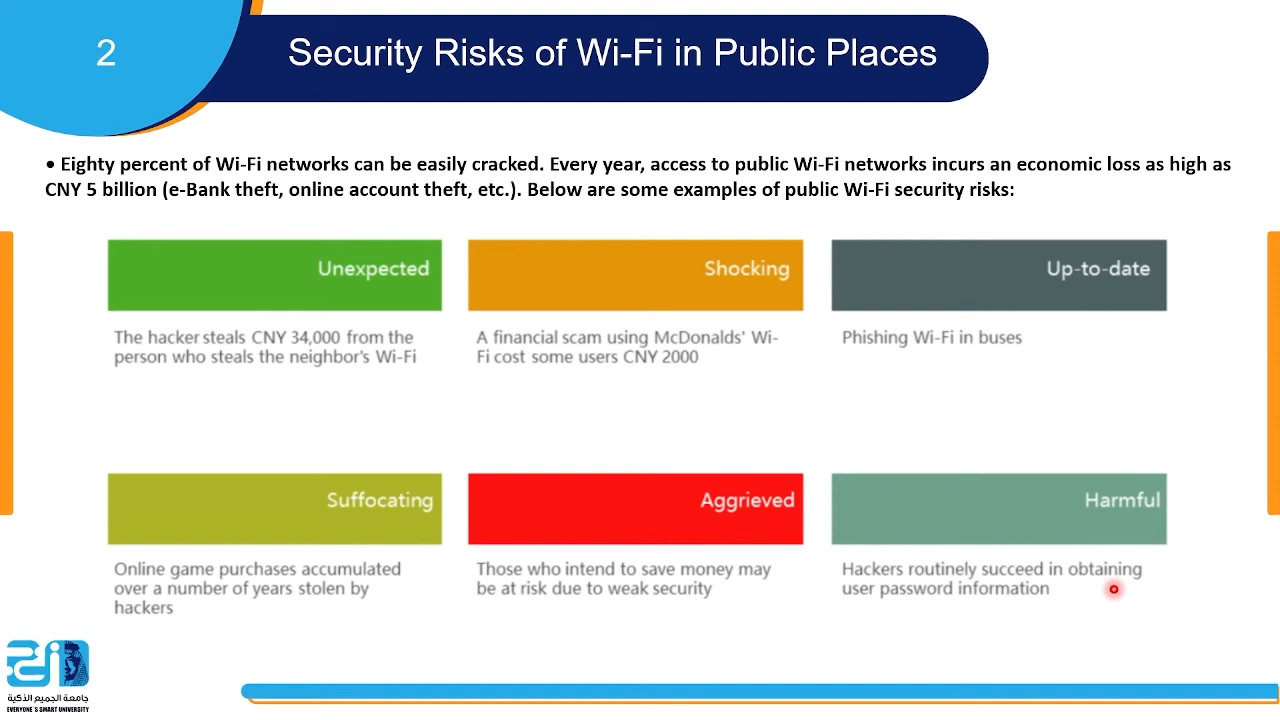 2
Security Risks of Wi-Fi in Public Places
• Eighty percent of Wi-Fi networks can be easily cracked. Every year, access to public Wi-Fi networks incurs an economic loss as high as
CNY 5 billion (e-Bank theft, online account theft, etc.). Below are some examples of public Wi-Fi security risks:
Unexpected
The hacker steals CNY 34,000 from the
person who steals the neighbor's Wi-Fi
Shocking
A financial scam using McDonalds' Wi-
Fi cost some users CNY 2000
Up-to-date
Phishing Wi-Fi in buses
Suffocating
Online game purchases accumulated
over a number of years stolen by
hackers
Aggrieved
Those who intend to save money may
be at risk due to weak security
Harmful
Hackers routinely succeed in obtaining
user password information
جامعة الجميع الذكية
EVERYONE'S SMART UNIVERSITY